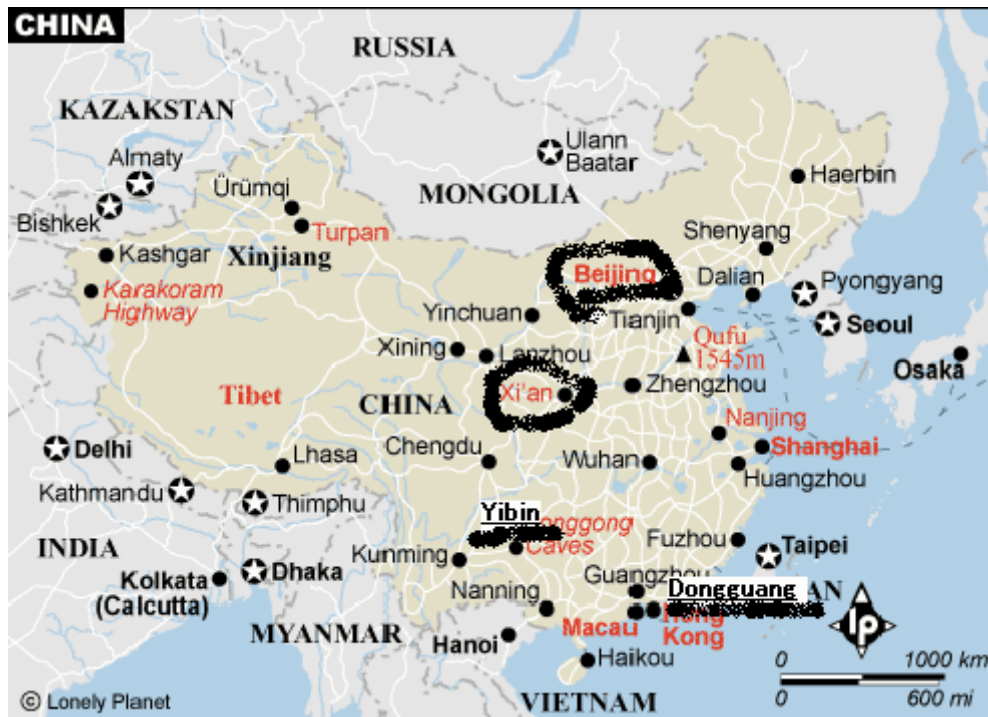 CHINA
RUSSIA
KAZAKSTAN
Almaty
Ulann
Baatar
Haerbin
Ürümqi
MONGOLIA
Bishkek
Turpan
Shenyang
Kashgar
Xinjiang
Beijing
Dalian
Pyongyang
Karakoram
Highway
Yinchuan
Tianjin
Seoul
Qufu
1545m
Xining
Lanzhou
Osaka
Tibet
Xi'an
Zhengzhou
CHINA
Nanjing
Delhi
Chengdu
Shanghai
Lhasa
Wuhan
Huangzhou
Kathmandu
Thimphu
Yibin
onggong
Caves
INDIA
Kunming
Fuzhou
Taipei
Kolkata
(Calcutta)
Dhaka
Nanning
Guangzhou
Dongguang
AN
MYANMAR
Hanoi
Macau
Hong
Kong
lp
Haikou
0 1000 km
0 600 mi
© Lonely Planet
VIETNAM